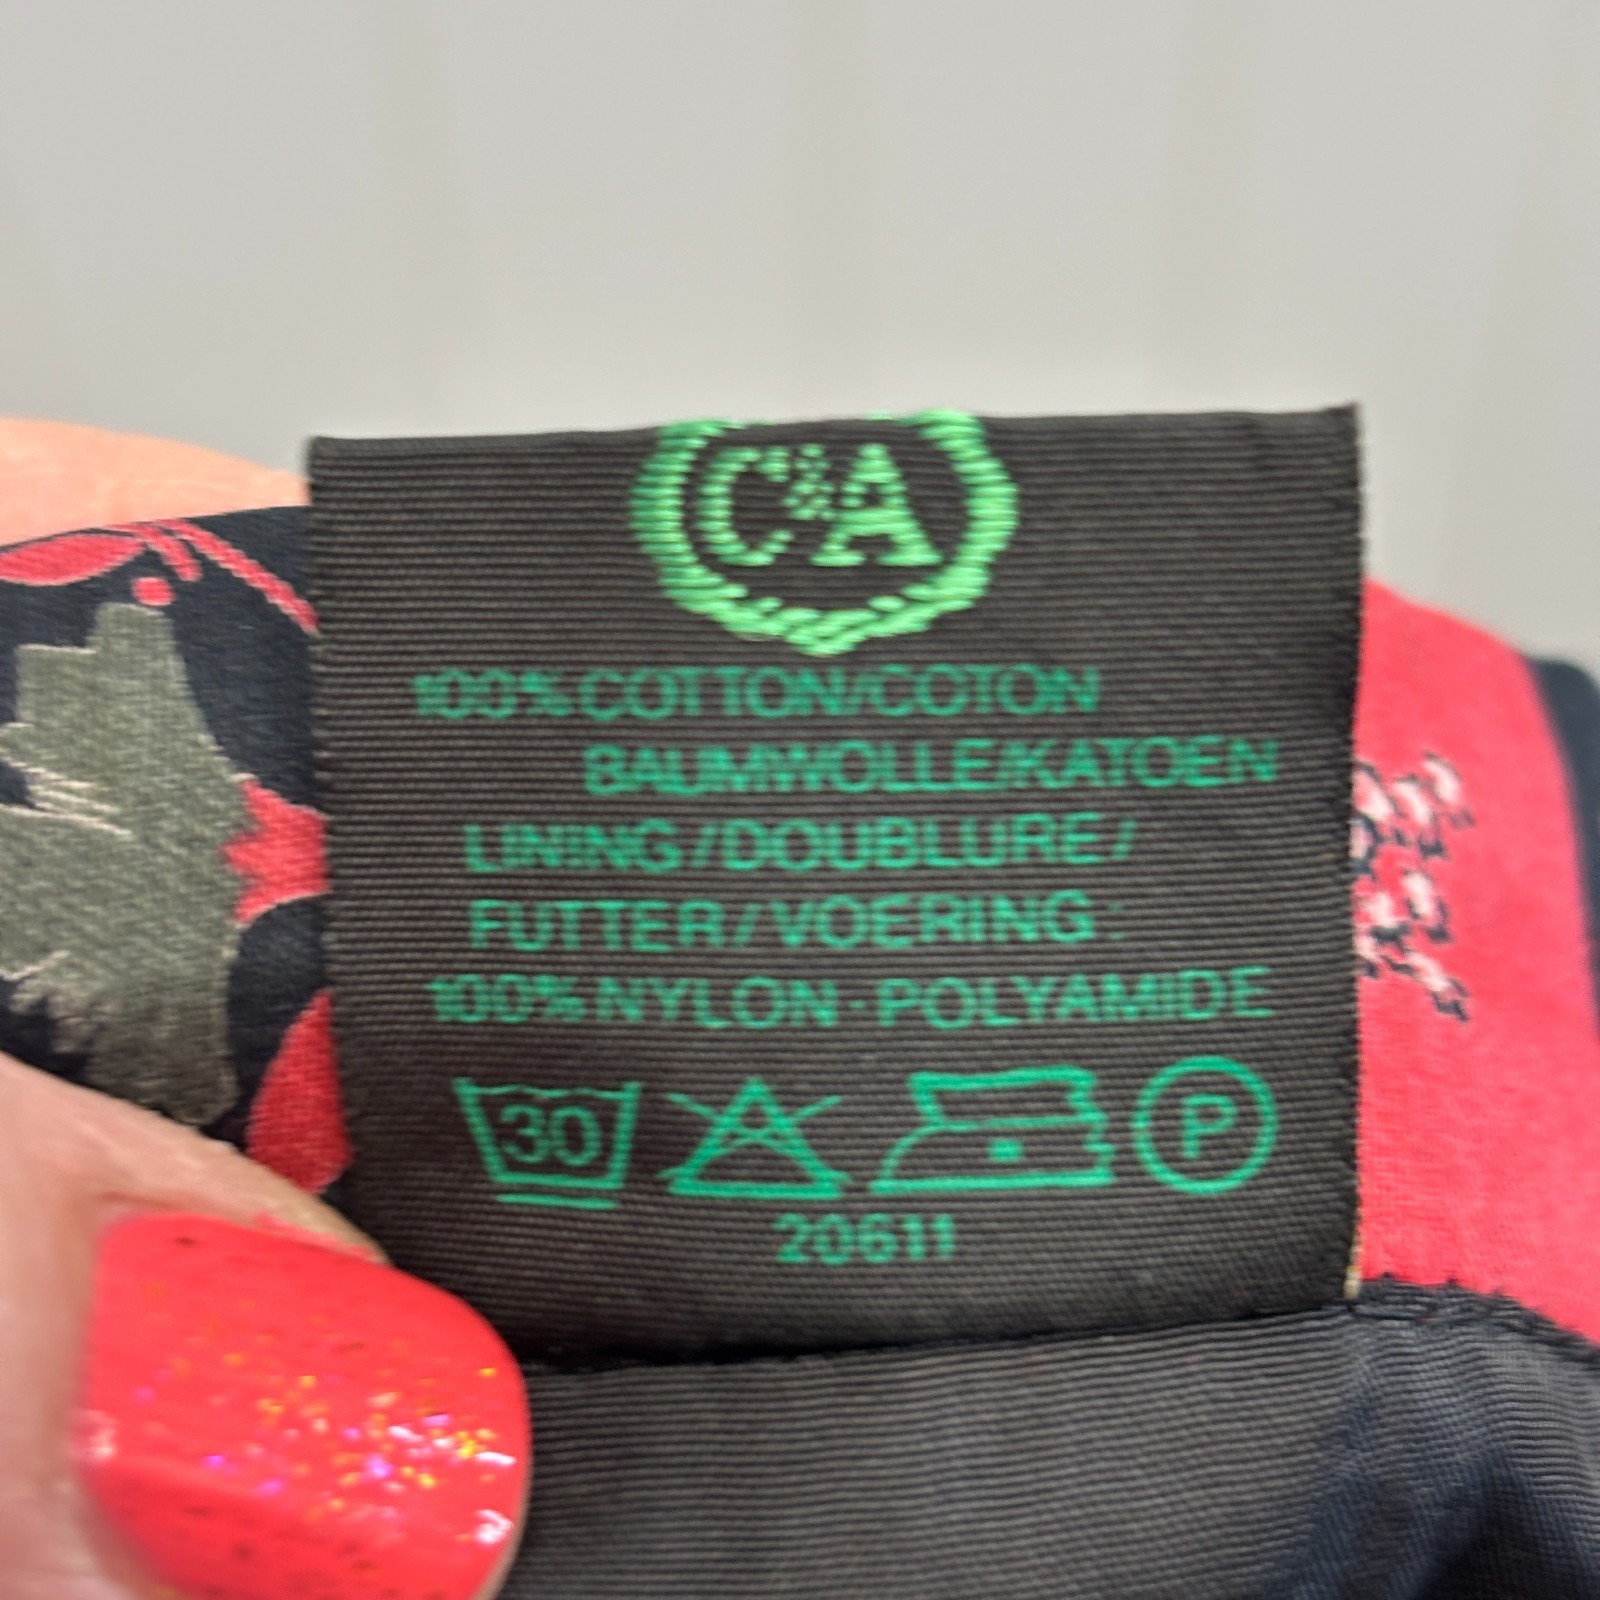 C&A
100% COTTON/COTON
BAUMWOLLE/KATOEN
LINING/DOUBLURE/
FUTTER/VOERING:
100% NYLON-POLYAMIDE
30 P
20611